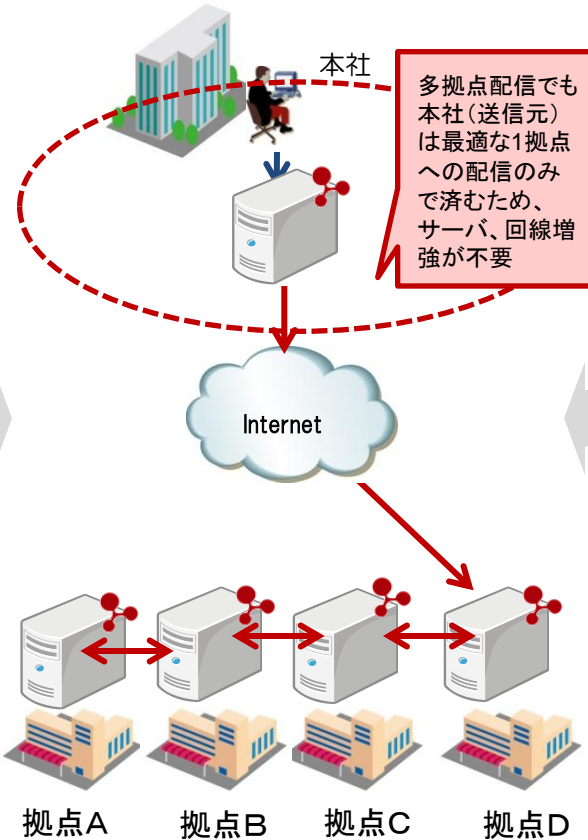 本社
多拠点配信でも
本社（送信元）
は最適な1拠点
への配信のみ
で済むため、
サーバ、回線増
強が不要
Internet
拠点A
拠点B
拠点C
拠点D